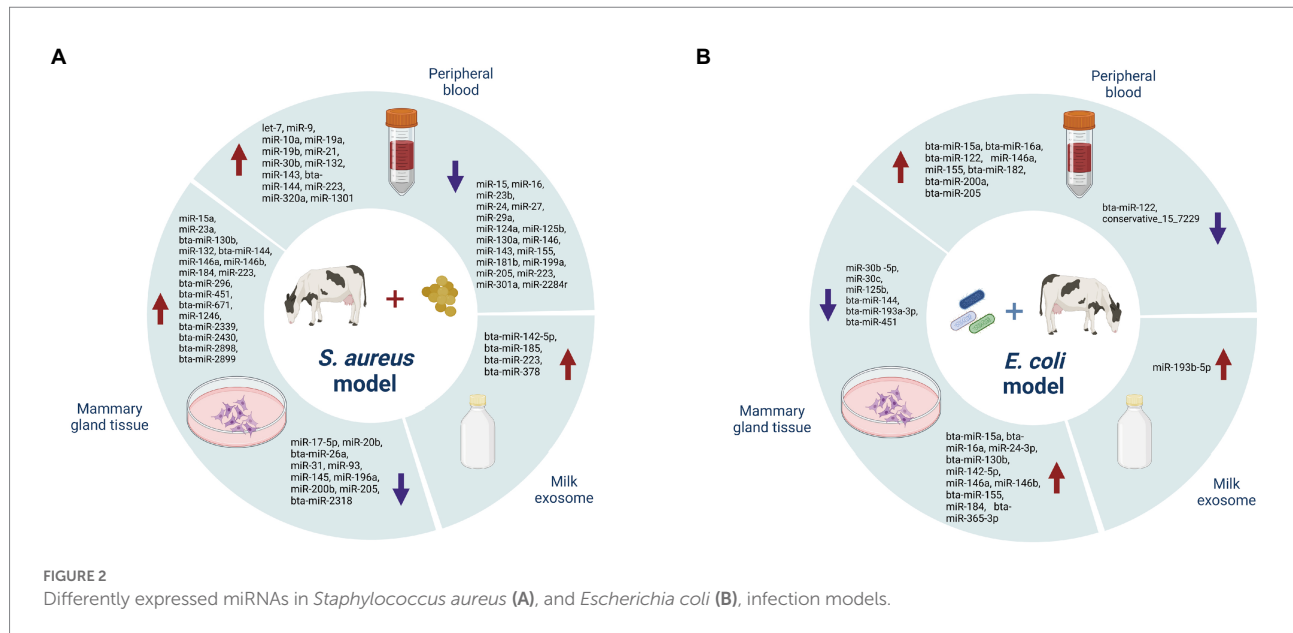 A
Peripheral
blood
let-7, miR-9,
miR-10a, miR-19a,
miR-19b, miR-21,
miR-30b, miR-132,
miR-143, bta-
miR-144, miR-223,
miR-320a, miR-1301
miR-15, miR-16,
miR-23b,
miR-24, miR-27,
miR-29a,
miR-124a, miR-125b,
miR-130a, miR-146,
miR-143, miR-155,
miR-181b, miR-199a,
miR-205, miR-223,
miR-301a, miR-2284r
miR-15a,
miR-23a,
bta-miR-130b,
miR-132, bta-miR-144,
miR-146a, miR-146b,
miR-184, miR-223,
bta-miR-296,
bta-miR-451,
bta-miR-671,
miR-1246,
bta-miR-2339,
bta-miR-2430,
bta-miR-2898,
bta-miR-2899
+
S. aureus
model
bta-miR-142-5p,
bta-miR-185,
bta-miR-223,
bta-miR-378
Mammary
gland tissue
miR-17-5p, miR-20b,
bta-miR-26a,
miR-31, miR-93,
miR-145, miR-196a,
miR-200b, miR-205,
bta-miR-2318
Milk
exosome
B
Peripheral
blood
bta-miR-15a, bta-miR-16a,
bta-miR-122, miR-146a,
miR-155, bta-miR-182,
bta-miR-200a,
bta-miR-205
bta-miR-122,
conservative_15_7229
miR-30b -5p,
miR-30c,
miR-125b,
bta-miR-144,
bta-miR-193a-3p,
bta-miR-451
+
E. coli
model
miR-193b-5p
Mammary
gland tissue
bta-miR-15a, bta-
miR-16a, miR-24-3p,
bta-miR-130b,
miR-142-5p,
miR-146a, miR-146b,
bta-miR-155,
miR-184, bta-
miR-365-3p
Milk
exosome
FIGURE 2
Differently expressed miRNAs in Staphylococcus aureus (A), and Escherichia coli (B), infection models.